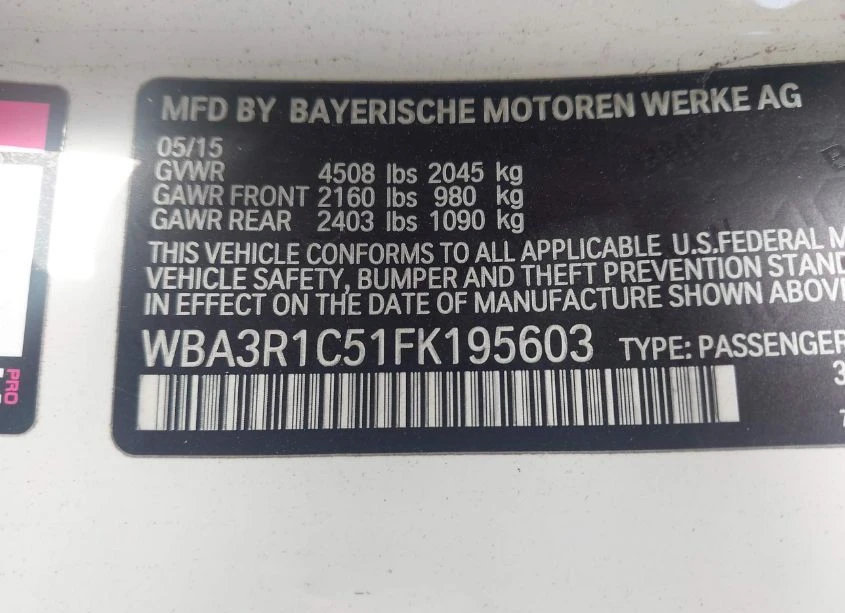 MFD BY BAYERISCHE MOTOREN WERKE AG
05/15
GVWR 4508 lbs 2045 kg
GAWR FRONT 2160 lbs 980 kg
GAWR REAR 2403 lbs 1090 kg
THIS VEHICLE CONFORMS TO ALL APPLICABLE U.S.FEDERAL M
VEHICLE SAFETY, BUMPER AND THEFT PREVENTION STAND
IN EFFECT ON THE DATE OF MANUFACTURE SHOWN ABOVE
WBA3R1C51FK195603 TYPE: PASSENGER
3
PRO